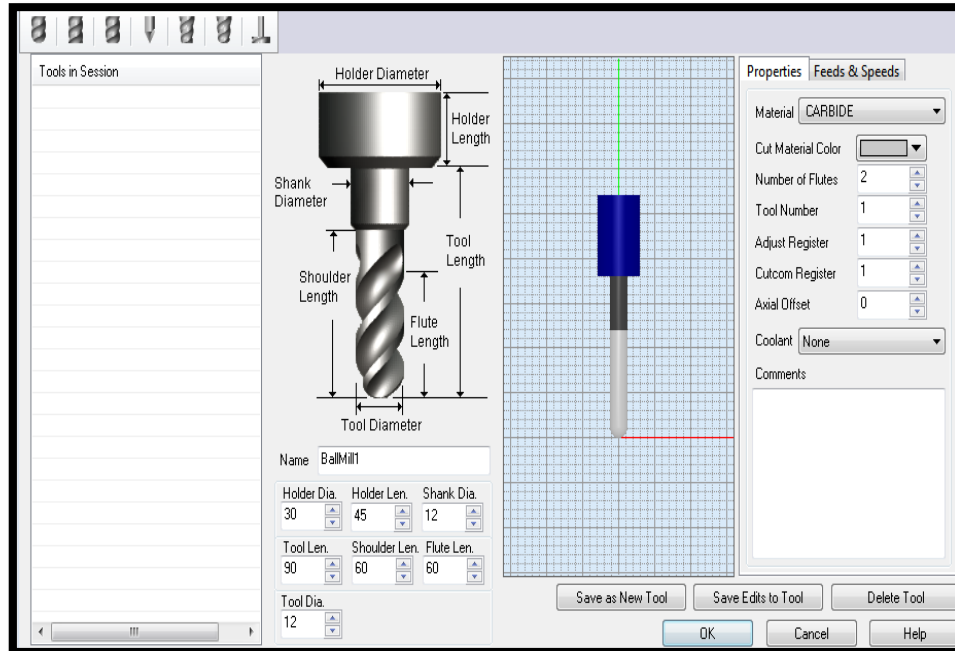 Tools in Session
Holder Diameter
Holder
Length
Shank
Diameter
Tool
Length
Shoulder
Length
Flute
Length
Tool Diameter
Name BallMill1
Holder Dia. Holder Len. Shank Dia.
30 45 12
Tool Len. Shoulder Len. Flute Len.
90 60 60
Tool Dia.
12
Properties Feeds & Speeds
Material CARBIDE
Cut Material Color
Number of Flutes 2
Tool Number 1
Adjust Register 1
Cutcom Register 1
Axial Offset 0
Coolant None
Comments
Save as New Tool Save Edits to Tool Delete Tool
OK Cancel Help